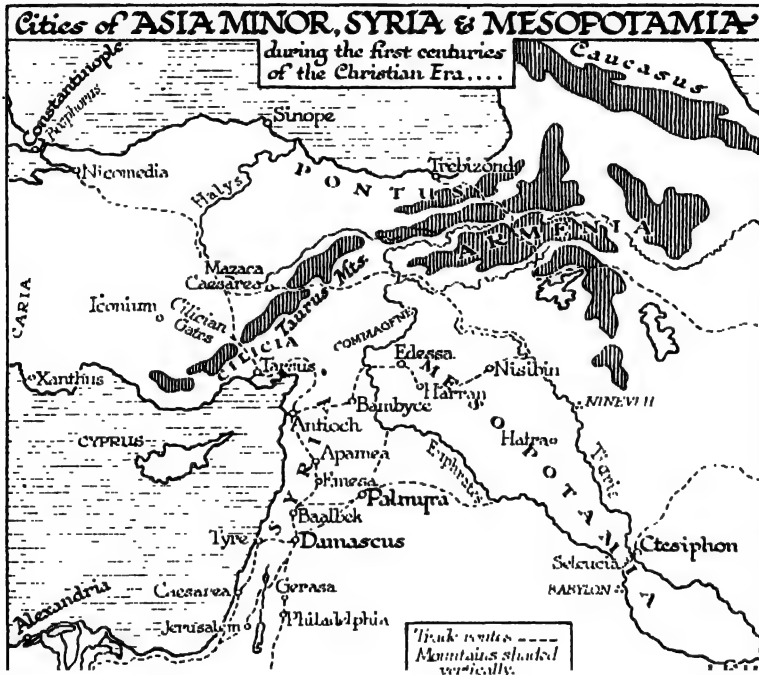 Cities of ASIA MINOR, SYRIA & MESOPOTAMIA
during the first centuries
of the Christian Era....
Caucasus
Constantinople
Bosphorus
Sinope
Nicomedia
Halys
Trebizond
PONTUS
ARMENIA
Mazaca
Caesarea
Taurus Mts.
CARIA
Iconium
Cilician
Gates
CILICIA
COMMAGENE
Xanthus
Tarsus
Edessa
Harran
Nisibin
MESOPOTAMIA
NINEVEH
Antioch
Bambyce
Hatra
Tigris
CYPRUS
Apamea
Emesa
SYRIA
Euphrates
Palmyra
Baalbek
Tyre
Damascus
Ctesiphon
Seleucia
BABYLON
Caesarea
Gerasa
Alexandria
Jerusalem
Philadelphia
Trade routes -----
Mountains shaded
vertically.